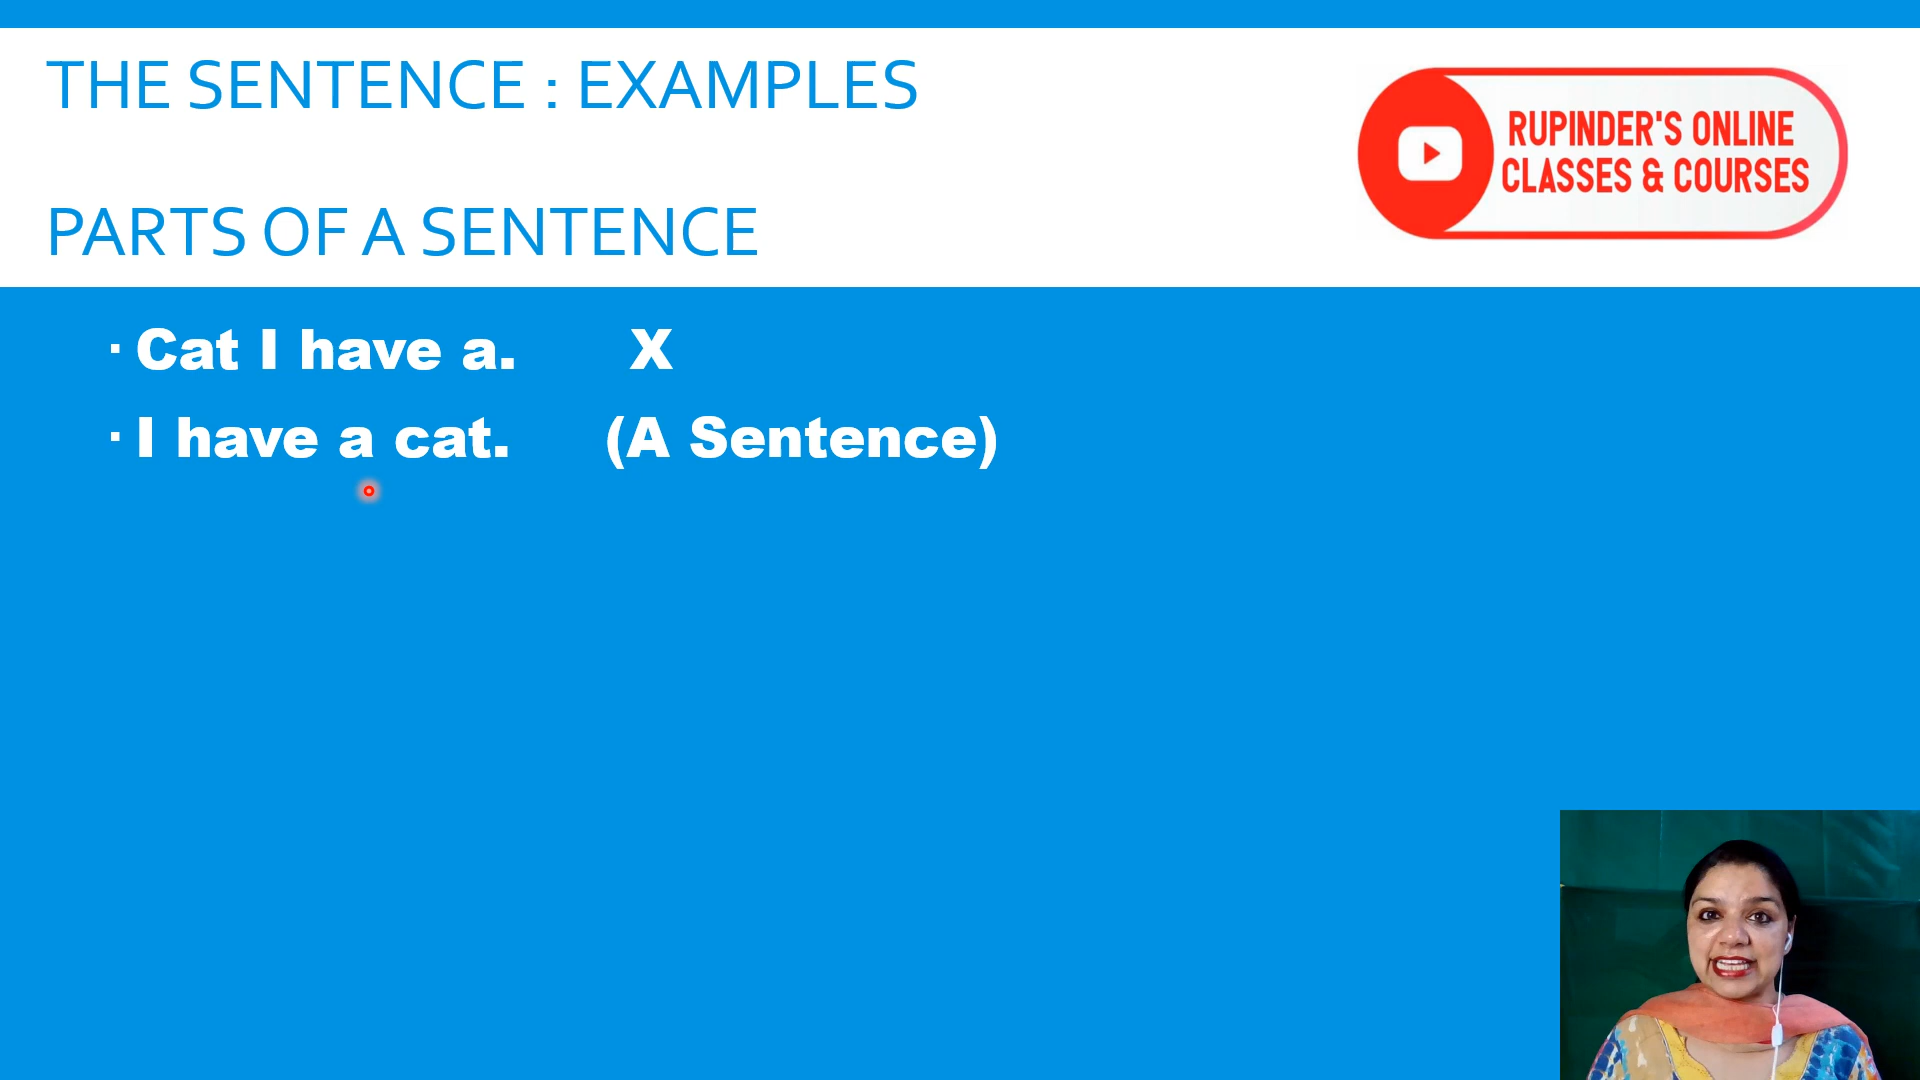 THE SENTENCE : EXAMPLES
PARTS OF A SENTENCE
RUPINDER'S ONLINE
CLASSES & COURSES
▪ Cat I have a. X
▪ I have a cat. (A Sentence)